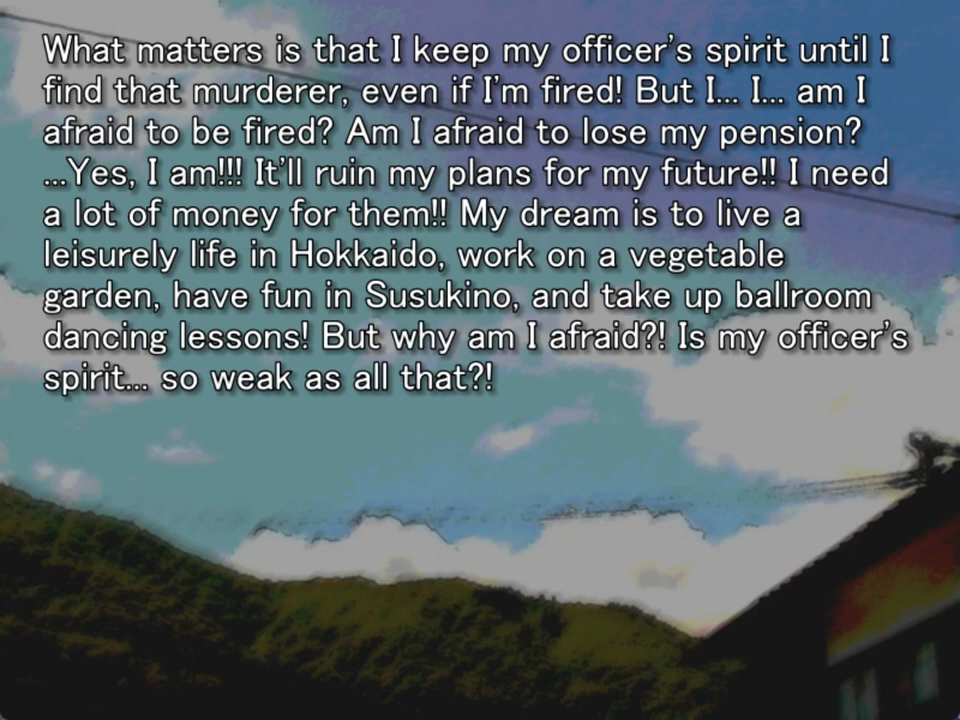 What matters is that I keep my officer's spirit until I
find that murderer, even if I'm fired! But I... I... am I
afraid to be fired? Am I afraid to lose my pension?
...Yes, I am!!! It'll ruin my plans for my future!! I need
a lot of money for them!! My dream is to live a
leisurely life in Hokkaido, work on a vegetable
garden, have fun in Susukino, and take up ballroom
dancing lessons! But why am I afraid?! Is my officer's
spirit... so weak as all that?!